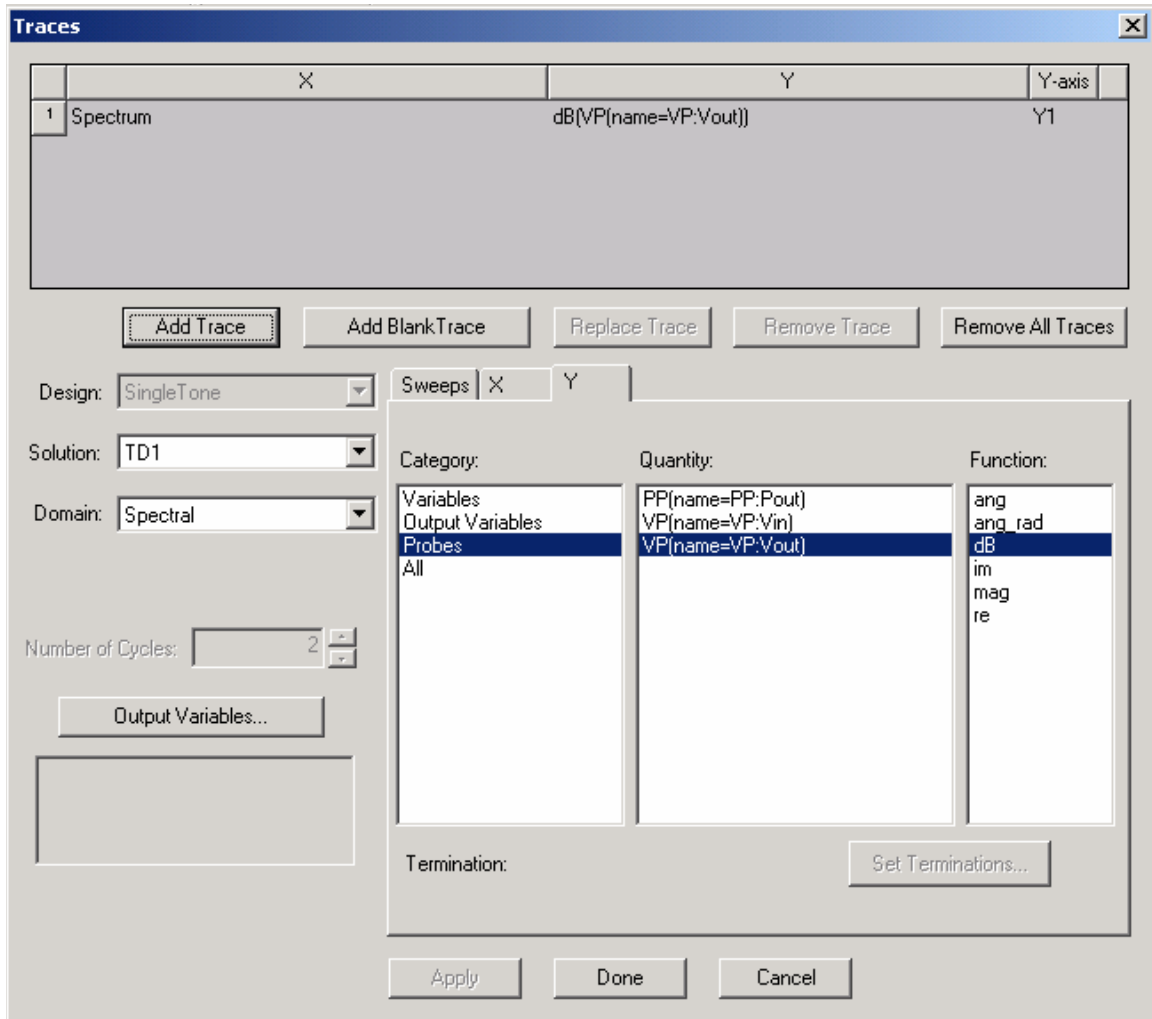 Traces
X Y Y-axis
1 Spectrum dB(VP(name=VP:Vout)) Y1
Add Trace Add BlankTrace Replace Trace Remove Trace Remove All Traces
Design: SingleTone
Solution: TD1
Domain: Spectral
Number of Cycles: 2
Output Variables...
Sweeps X Y
Category: Quantity: Function:
Variables PP(name=PP:Pout) ang
Output Variables VP(name=VP:Vin) ang_rad
Probes VP(name=VP:Vout) dB
All im
mag
re
Termination: Set Terminations...
Apply Done Cancel